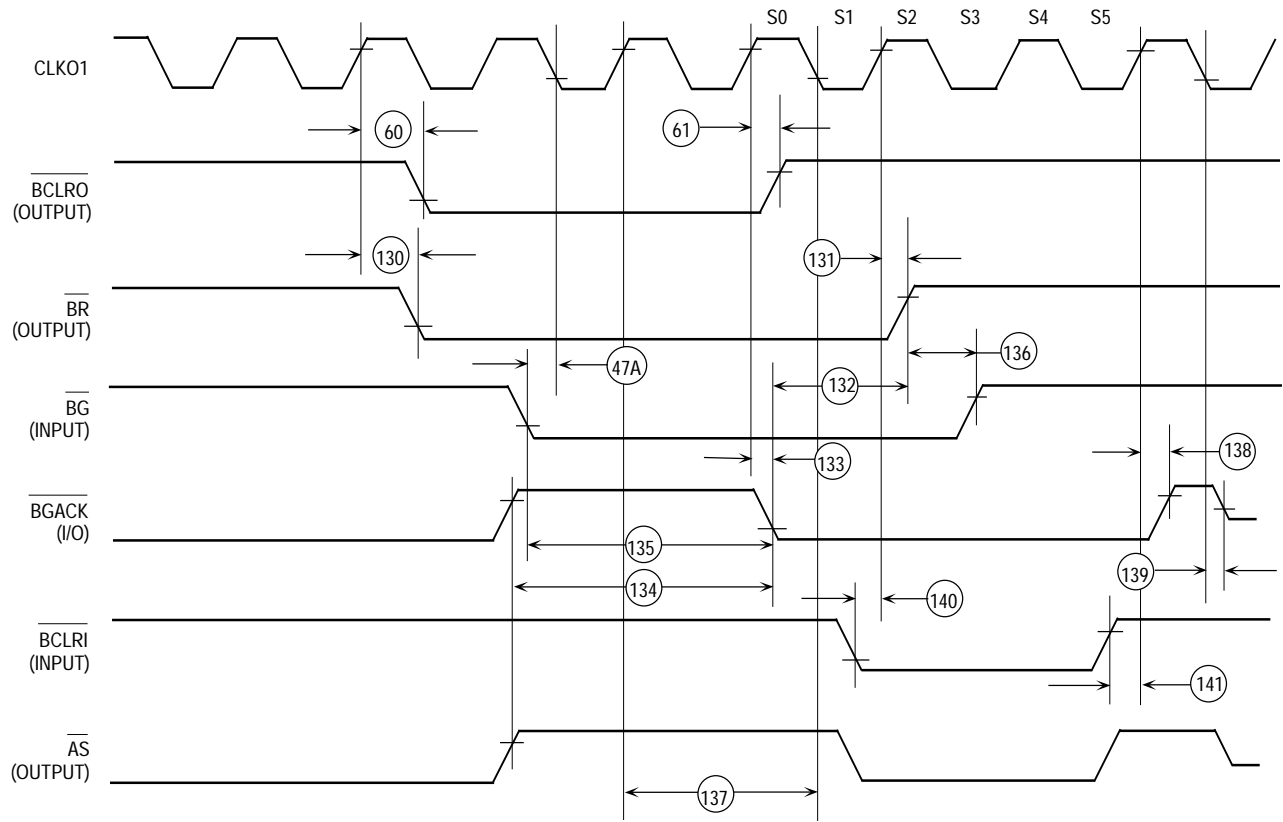 S0 S1 S2 S3 S4 S5
CLKO1
60
61
BCLRO
(OUTPUT)
130
131
BR
(OUTPUT)
47A
136
132
BG
(INPUT)
133
138
BGACK
(I/O)
135
139
134
140
BCLRI
(INPUT)
141
AS
(OUTPUT)
137